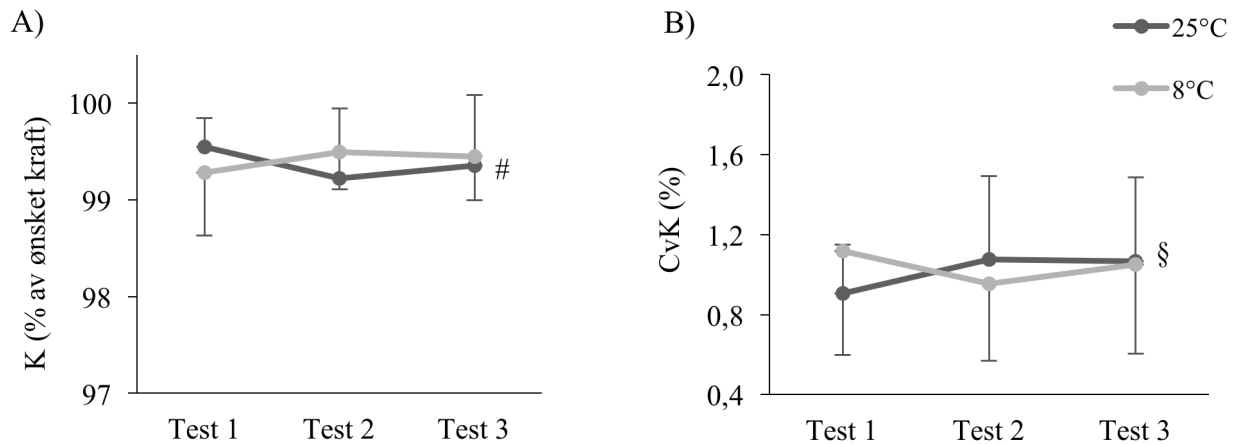 A)
K (% av ønsket kraft)
100
99
98
97
#
Test 1 Test 2 Test 3
B)
25°C
8°C
CvK (%)
2,0
1,6
1,2
0,8
0,4
§
Test 1 Test 2 Test 3